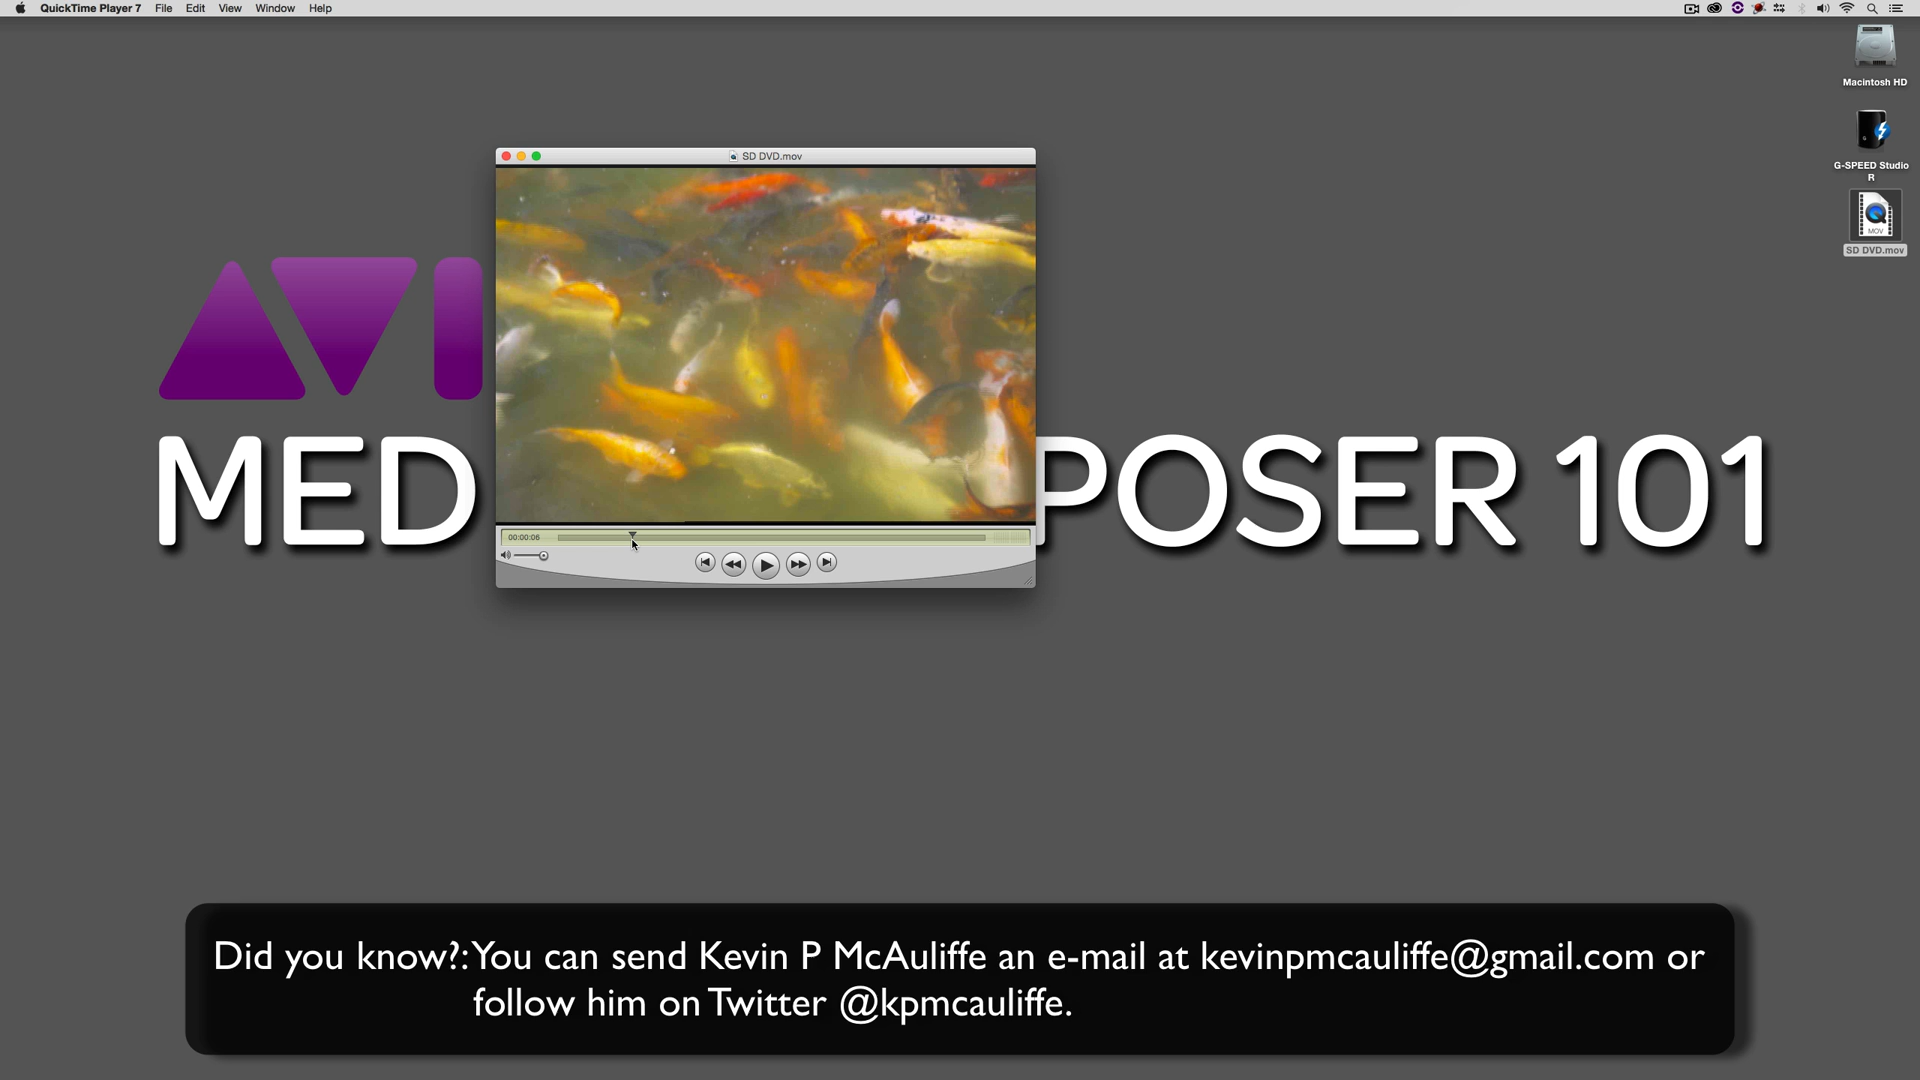 QuickTime Player 7 File Edit View Window Help
Macintosh HD
G-SPEED Studio
R
MOV
SD DVD.mov
SD DVD.mov
AVI
MED POSER 101
00:00:06
Did you know?: You can send Kevin P McAuliffe an e-mail at kevinpmcauliffe@gmail.com or
follow him on Twitter @kpmcauliffe.